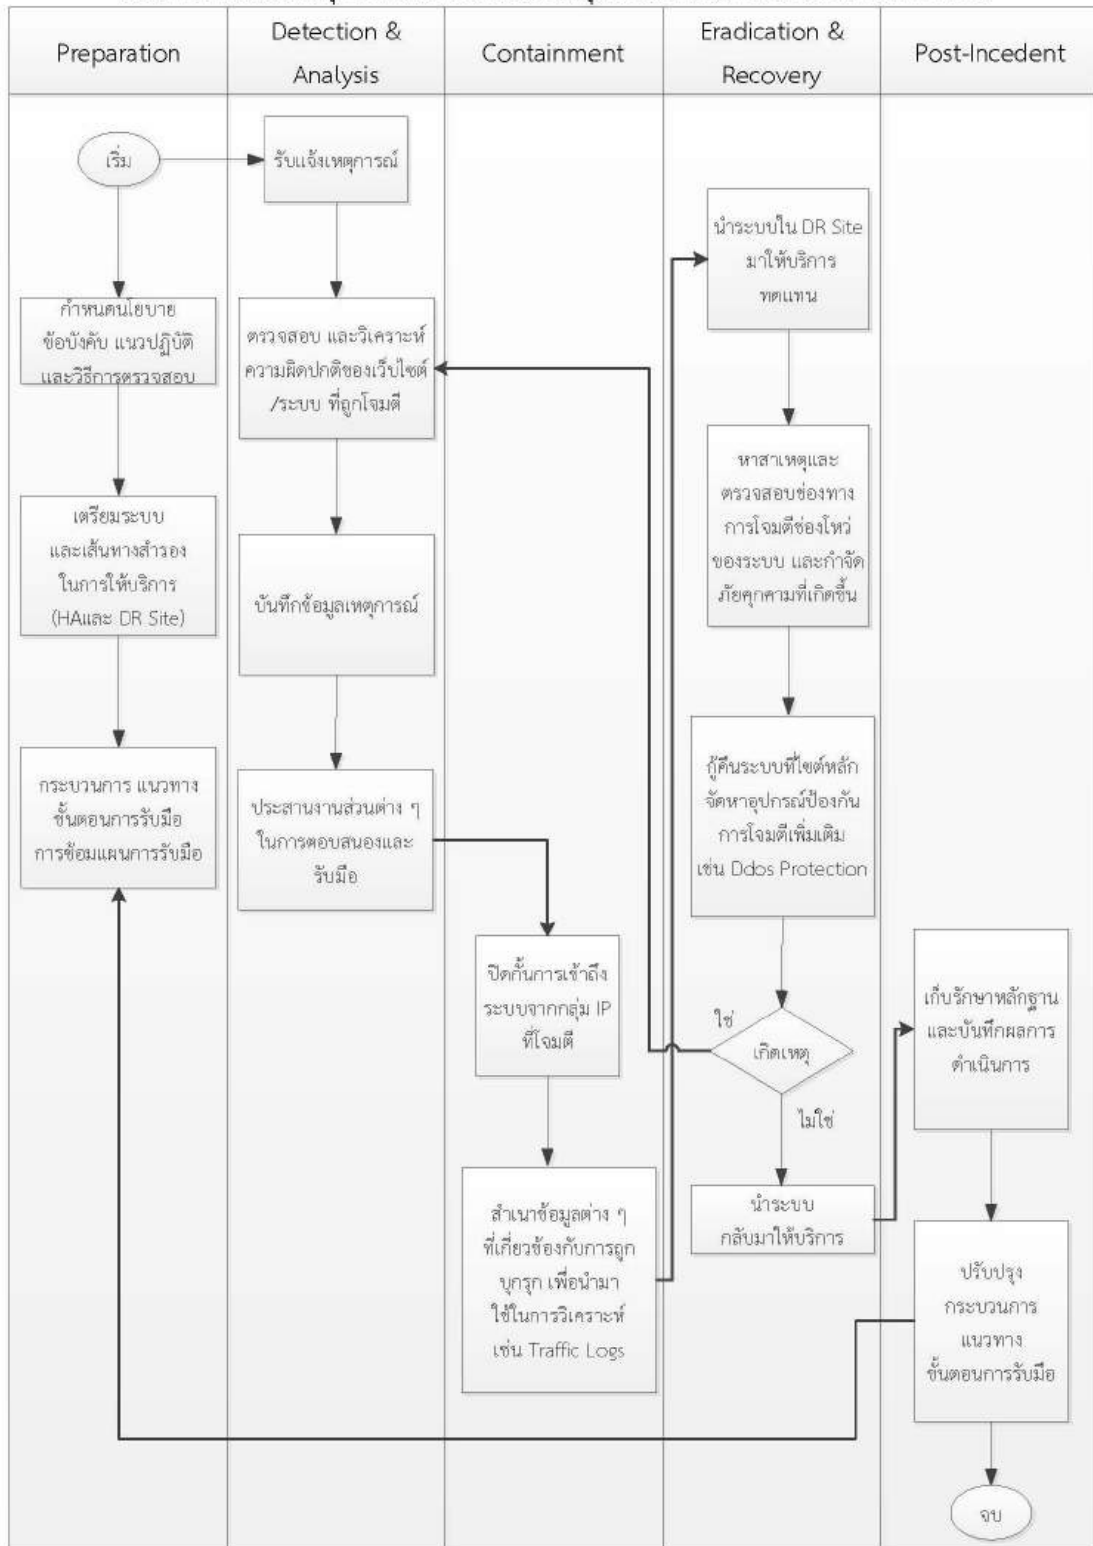 Preparation
Detection &
Analysis
Containment
Eradication &
Recovery
Post-Incedent
เริ่ม
กำหนดนโยบาย
ข้อบังคับ แนวปฏิบัติ
และวิธีการตรวจสอบ
เตรียมระบบ
และเส้นทางสำรอง
ในการให้บริการ
(HAและ DR Site)
กระบวนการ แนวทาง
ขั้นตอนการรับมือ
การซ้อมแผนการรับมือ
รับแจ้งเหตุการณ์
ตรวจสอบ และวิเคราะห์
ความผิดปกติของเว็บไซต์
/ระบบ ที่ถูกโจมตี
บันทึกข้อมูลเหตุการณ์
ประสานงานส่วนต่าง ๆ
ในการตอบสนองและ
รับมือ
ปิดกั้นการเข้าถึง
ระบบจากกลุ่ม IP
ที่โจมตี
สำเนาข้อมูลต่าง ๆ
ที่เกี่ยวข้องกับการถูก
บุกรุก เพื่อนำมา
ใช้ในการวิเคราะห์
เช่น Traffic Logs
นำระบบใน DR Site
มาให้บริการ
ทดแทน
หาสาเหตุและ
ตรวจสอบช่องทาง
การโจมตีช่องโหว่
ของระบบ และกำจัด
ภัยคุกคามที่เกิดขึ้น
กู้คืนระบบที่ไซต์หลัก
จัดหาอุปกรณ์ป้องกัน
การโจมตีเพิ่มเติม
เช่น Ddos Protection
ใช่
เกิดเหตุ
ไม่ใช่
นำระบบ
กลับมาให้บริการ
เก็บรักษาหลักฐาน
และบันทึกผลการ
ดำเนินการ
ปรับปรุง
กระบวนการ
แนวทาง
ขั้นตอนการรับมือ
จบ